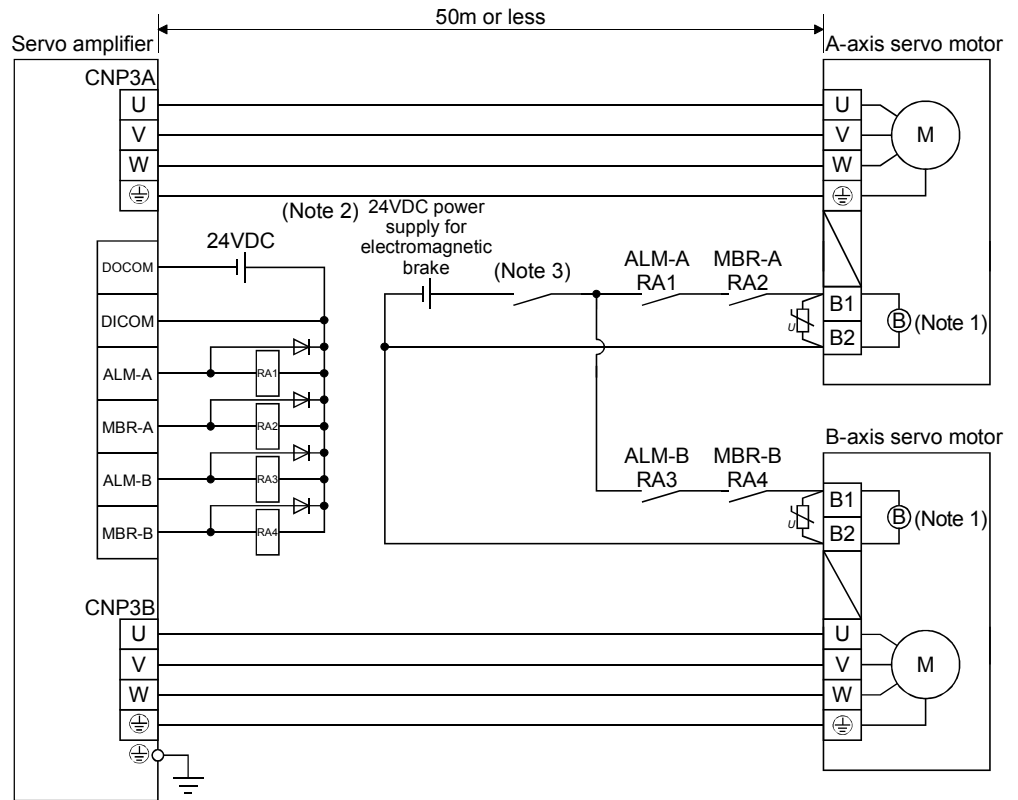 50m or less
Servo amplifier
A-axis servo motor
CNP3A
U
V
W
U
V
W
M
(Note 2)
24VDC power
supply for
electromagnetic
brake
24VDC
(Note 3)
ALM-A
RA1
MBR-A
RA2
DOCOM
DICOM
ALM-A
RA1
MBR-A
RA2
ALM-B
RA3
MBR-B
RA4
U
B1
B2
B
(Note 1)
B-axis servo motor
ALM-B
RA3
MBR-B
RA4
U
B1
B2
B
(Note 1)
CNP3B
U
V
W
U
V
W
M